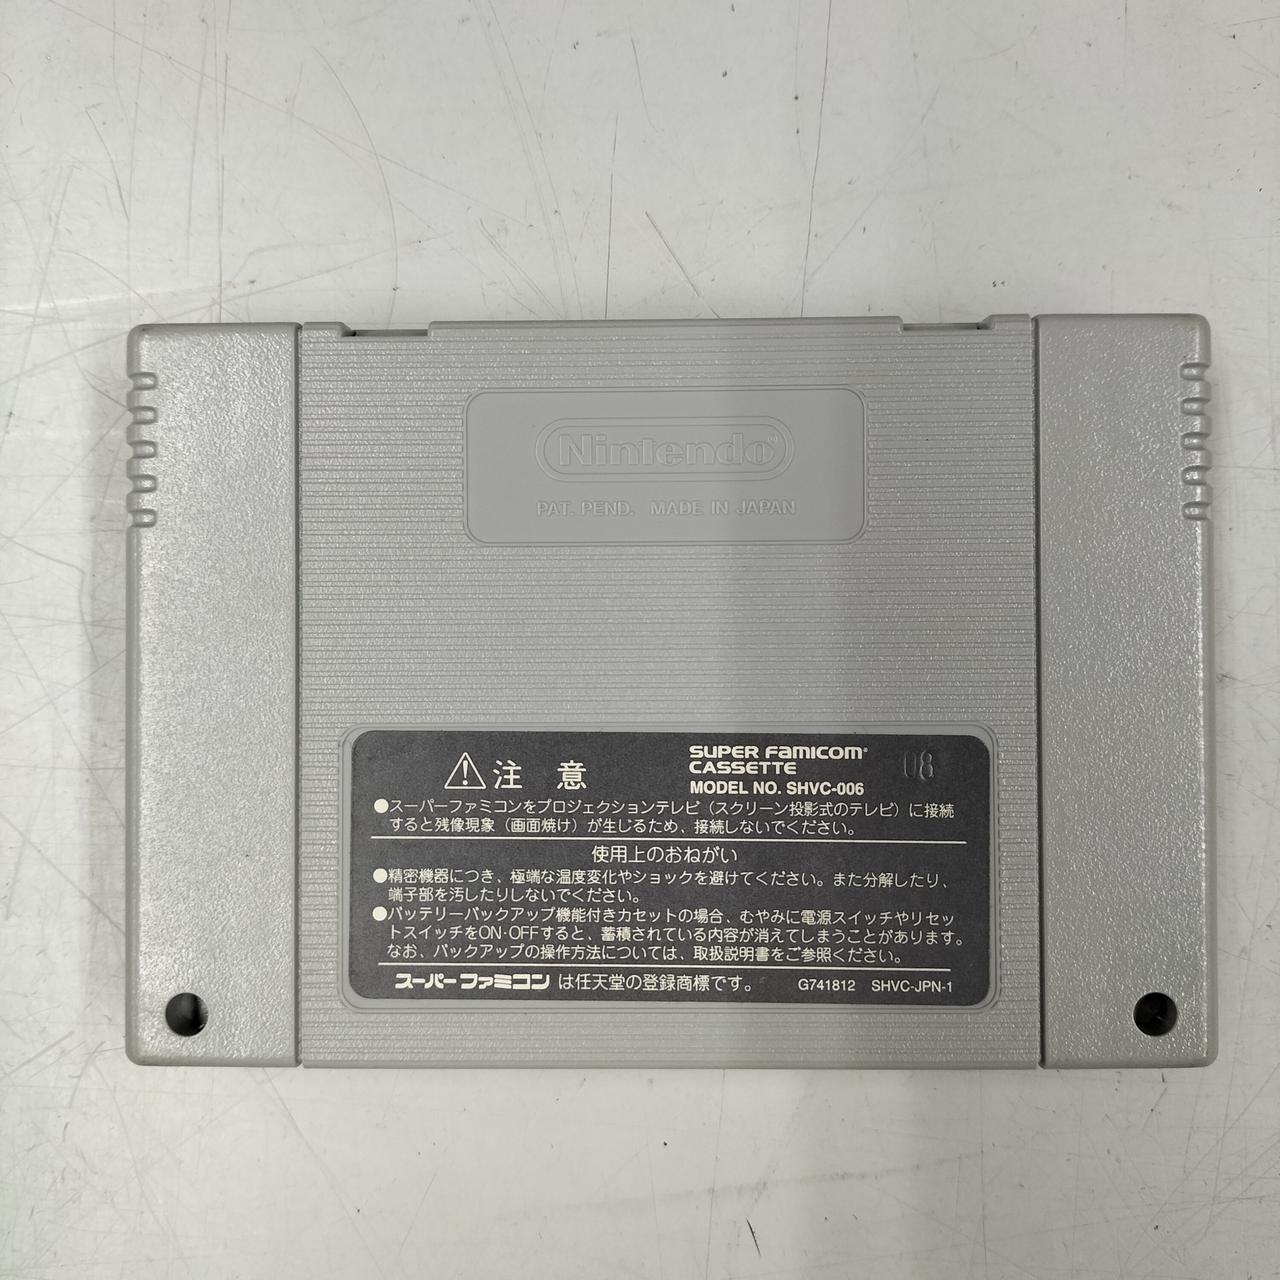 Nintendo®
PAT. PEND. MADE IN JAPAN
⚠注 意
SUPER FAMICOM®
CASSETTE
MODEL NO. SHVC-006
08
●スーパーファミコンをプロジェクションテレビ（スクリーン投影式のテレビ）に接続
すると残像現象（画面焼け）が生じるため、接続しないでください。
使用上のおねがい
●精密機器につき、極端な温度変化やショックを避けてください。また分解したり、
端子部を汚したりしないでください。
●バッテリーバックアップ機能付きカセットの場合、むやみに電源スイッチやリセッ
トスイッチをON・OFFすると、蓄積されている内容が消えてしまうことがあります。
なお、バックアップの操作方法については、取扱説明書をご参照ください。
スーパーファミコン は任天堂の登録商標です。 G741812 SHVC-JPN-1